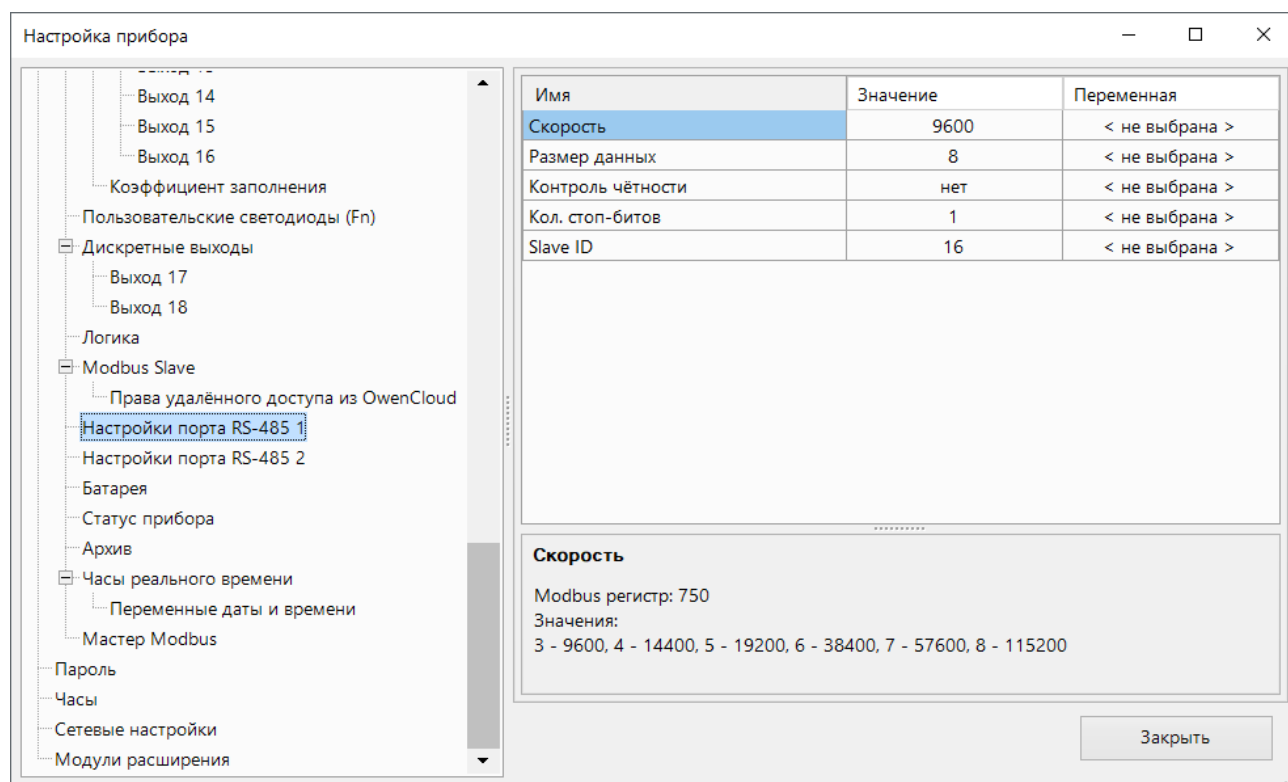 Настройка прибора
Выход 14
Выход 15
Выход 16
Коэффициент заполнения
Пользовательские светодиоды (Fn)
Дискретные выходы
Выход 17
Выход 18
Логика
Modbus Slave
Права удалённого доступа из OwenCloud
Настройки порта RS-485 1
Настройки порта RS-485 2
Батарея
Статус прибора
Архив
Часы реального времени
Переменные даты и времени
Мастер Modbus
Пароль
Часы
Сетевые настройки
Модули расширения
Имя Значение Переменная
Скорость 9600 < не выбрана >
Размер данных 8 < не выбрана >
Контроль чётности нет < не выбрана >
Кол. стоп-битов 1 < не выбрана >
Slave ID 16 < не выбрана >
Скорость
Modbus регистр: 750
Значения:
3 - 9600, 4 - 14400, 5 - 19200, 6 - 38400, 7 - 57600, 8 - 115200
Закрыть